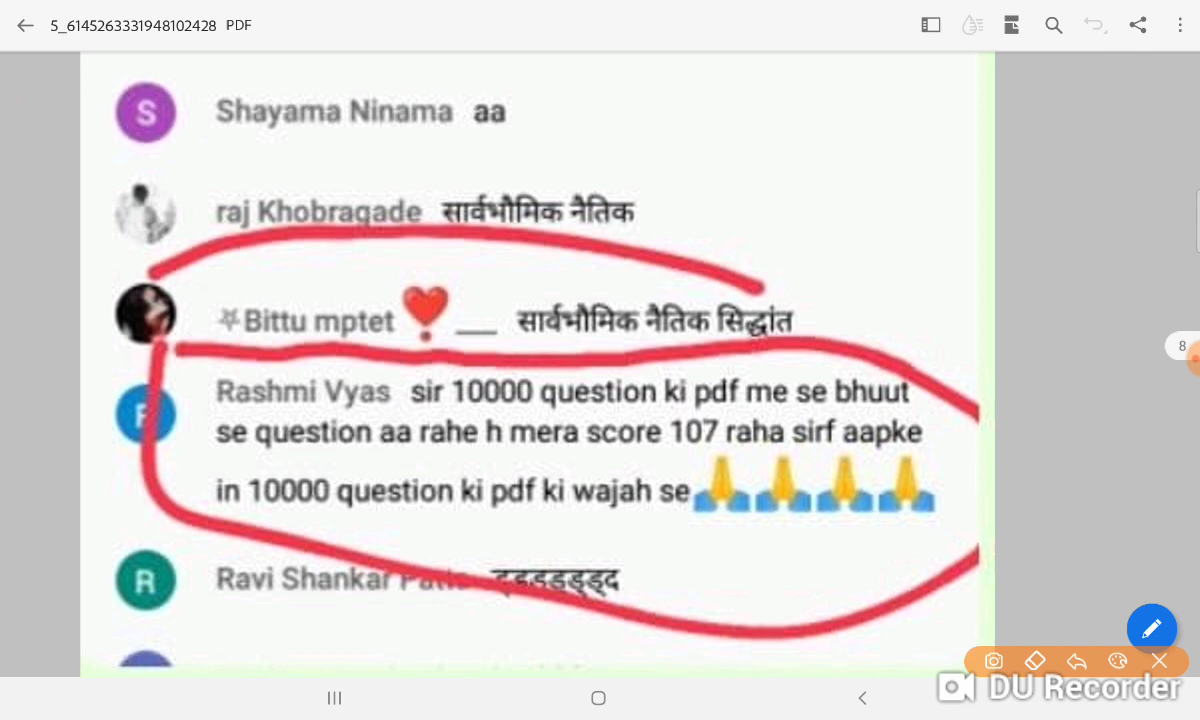 5_6145263331948102428 PDF
S Shayama Ninama aa
raj Khobragade सार्वभौमिक नैतिक
Bittu mptet ❤ __ सार्वभौमिक नैतिक सिद्धांत
8
Rashmi Vyas sir 10000 question ki pdf me se bhuut
se question aa rahe h mera score 107 raha sirf aapke
in 10000 question ki pdf ki wajah se🙏🙏🙏🙏
R Ravi Shankar
DU Recorder